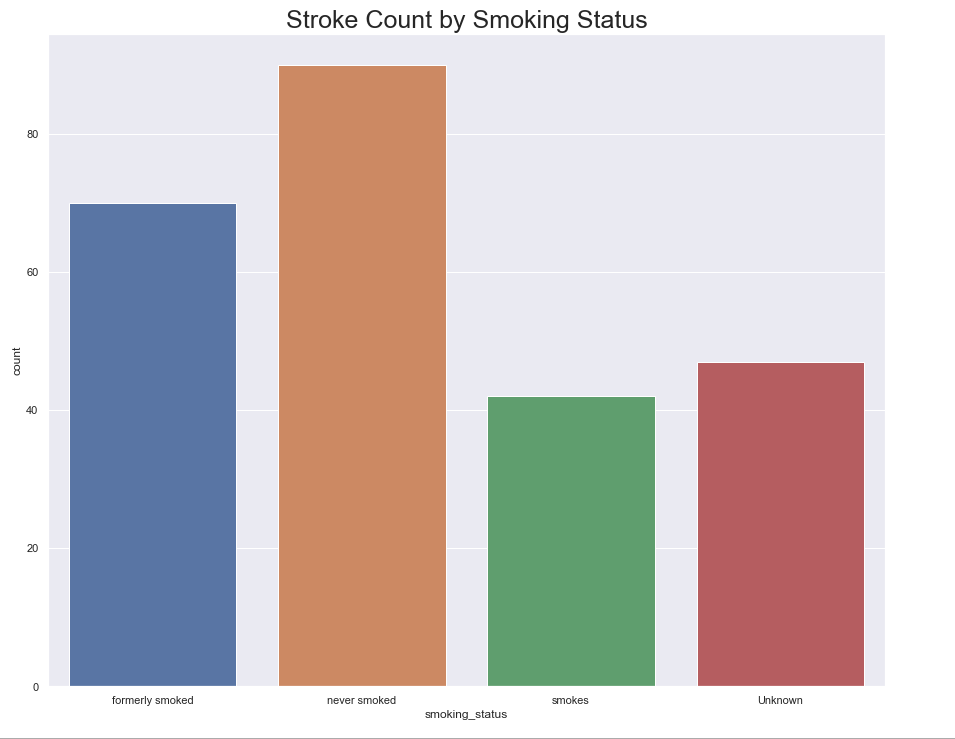 Stroke Count by Smoking Status
80
60
count
40
20
0
formerly smoked never smoked smokes Unknown
smoking_status